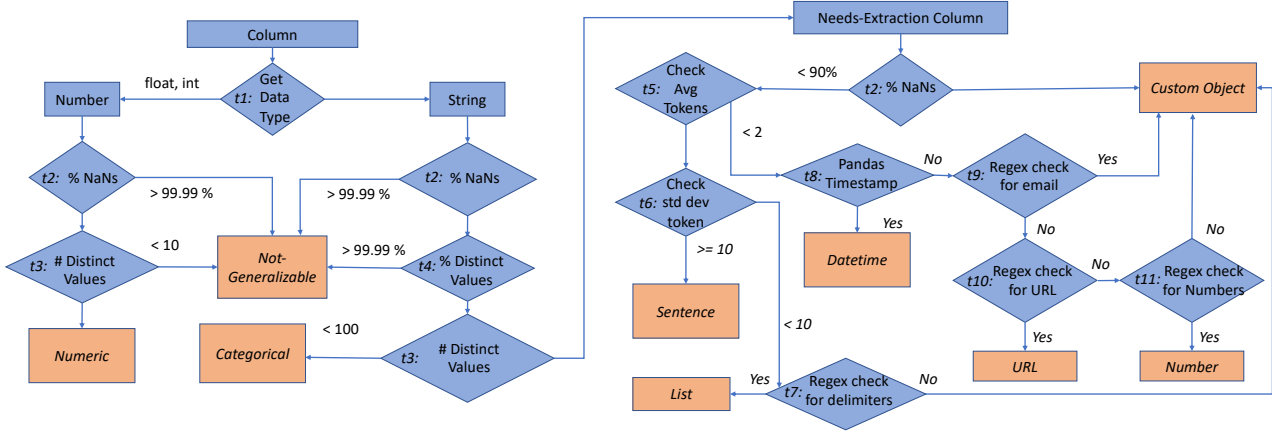 Column
Needs-Extraction Column
float, int
t1:
Get
Data
Type
Number
String
< 90%
t5:
Check
Avg
Tokens
t2: % NaNs
Custom Object
< 2
t2: % NaNs
> 99.99 %
t2: % NaNs
> 99.99 %
t6:
Check
std dev
token
t8:
Pandas
Timestamp
No
t9:
Regex check
for email
Yes
Yes
No
t3:
# Distinct
Values
< 10
Not-
Generalizable
> 99.99 %
t4:
% Distinct
Values
>= 10
Datetime
t10:
Regex check
for URL
No
No
t11:
Regex check
for Numbers
Numeric
Categorical
< 100
t3:
# Distinct
Values
Sentence
< 10
Yes
Yes
URL
Number
List
Yes
t7:
Regex check
for delimiters
No